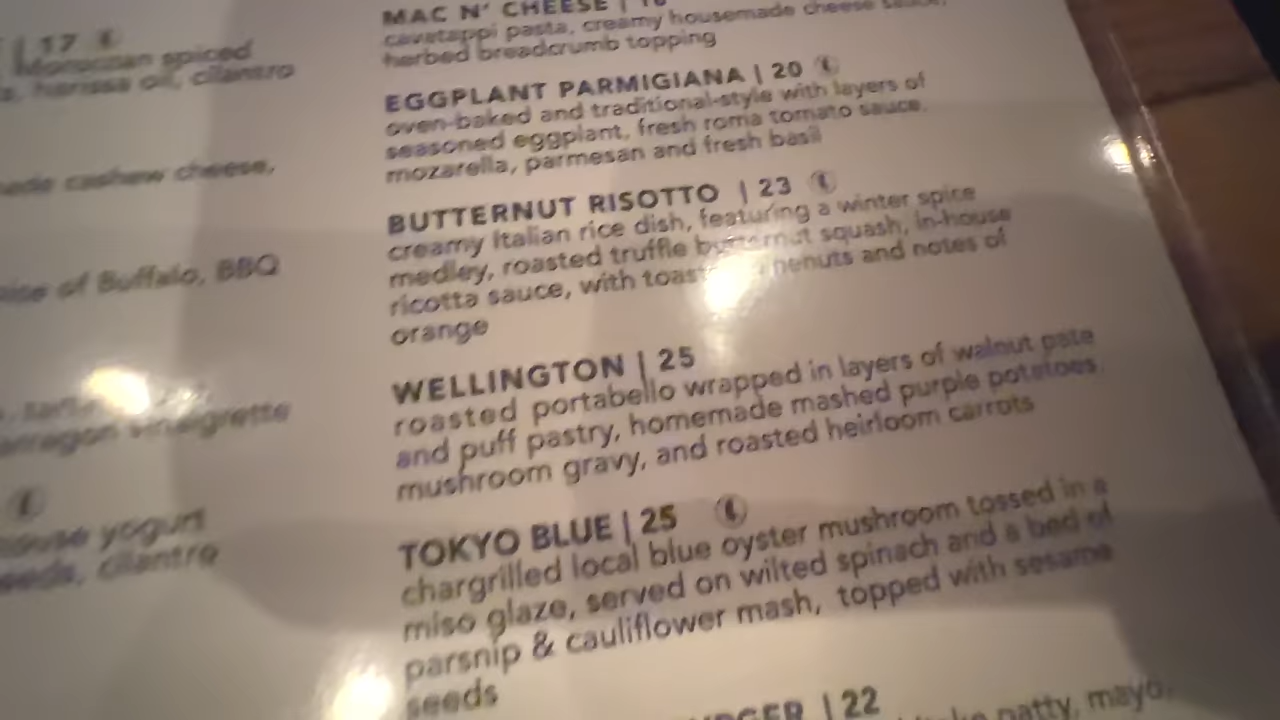 | 17
Moroccan spiced
harissa oil, cilantro
cashew cheese,
of Buffalo, BBQ
vinaigrette
yogurt
seeds, cilantro
MAC N' CHEESE |
cavatappi pasta, creamy housemade cheese sauce,
herbed breadcrumb topping
EGGPLANT PARMIGIANA | 20
oven-baked and traditional-style with layers of
seasoned eggplant, fresh roma tomato sauce,
mozarella, parmesan and fresh basil
BUTTERNUT RISOTTO | 23
creamy Italian rice dish, featuring a winter spice
medley, roasted truffle butternut squash, in-house
ricotta sauce, with and notes of
orange
WELLINGTON | 25
roasted portabello wrapped in layers of walnut pate
and puff pastry, homemade mashed purple potatoes,
mushroom gravy, and roasted heirloom carrots
TOKYO BLUE | 25
chargrilled local blue oyster mushroom tossed in a
miso glaze, served on wilted spinach and a bed of
parsnip & cauliflower mash, topped with sesame
seeds
| 22
patty, mayo,